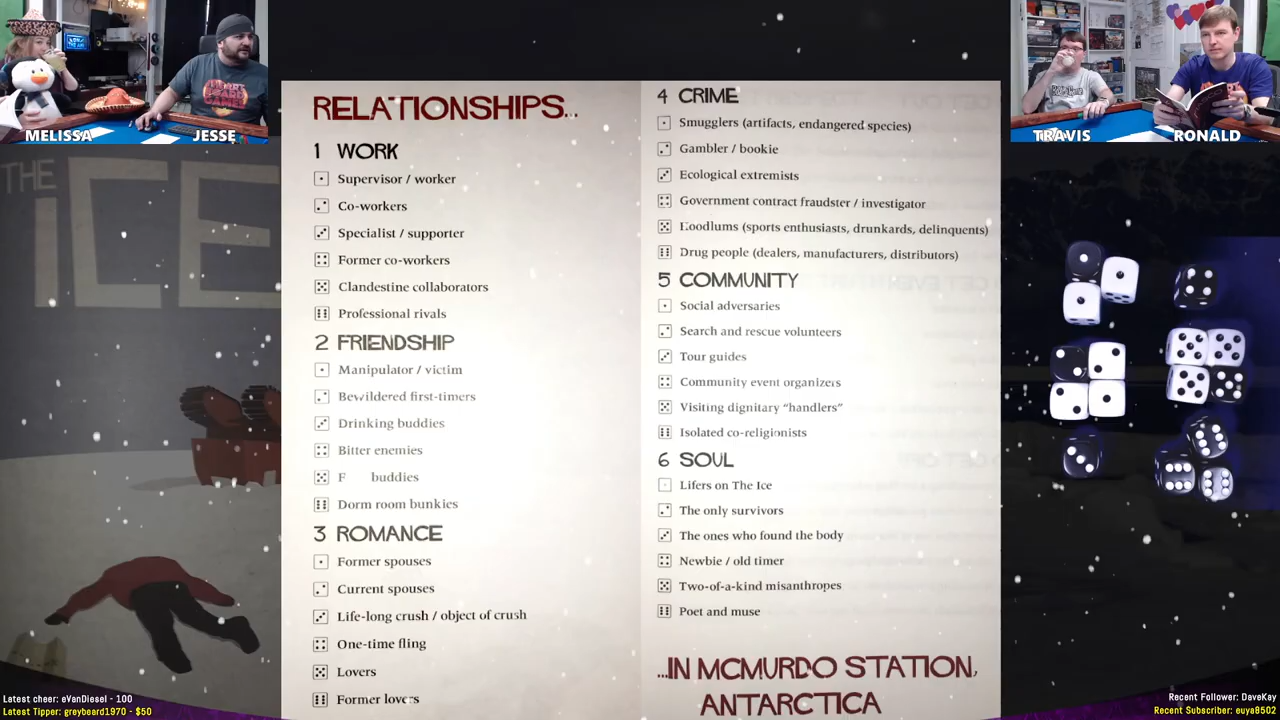 MELISSA
JESSE
TRAVIS
RONALD
THE
ICE
RELATIONSHIPS...
1 WORK
Supervisor / worker
Co-workers
Specialist / supporter
Former co-workers
Clandestine collaborators
Professional rivals
2 FRIENDSHIP
Manipulator / victim
Bewildered first-timers
Drinking buddies
Bitter enemies
F buddies
Dorm room bunkies
3 ROMANCE
Former spouses
Current spouses
Life-long crush / object of crush
One-time fling
Lovers
Former lovers
4 CRIME
Smugglers (artifacts, endangered species)
Gambler / bookie
Ecological extremists
Government contract fraudster / investigator
Hoodlums (sports enthusiasts, drunkards, delinquents)
Drug people (dealers, manufacturers, distributors)
5 COMMUNITY
Social adversaries
Search and rescue volunteers
Tour guides
Community event organizers
Visiting dignitary “handlers”
Isolated co-religionists
6 SOUL
Lifers on The Ice
The only survivors
The ones who found the body
Newbie / old timer
Two-of-a-kind misanthropes
Poet and muse
...IN MCMURDO STATION,
ANTARCTICA
Latest cheer: eVanDiesel - 100
Latest Tipper: greybeard1970 - $50
Recent Follower: DaveKay
Recent Subscriber: euya8502